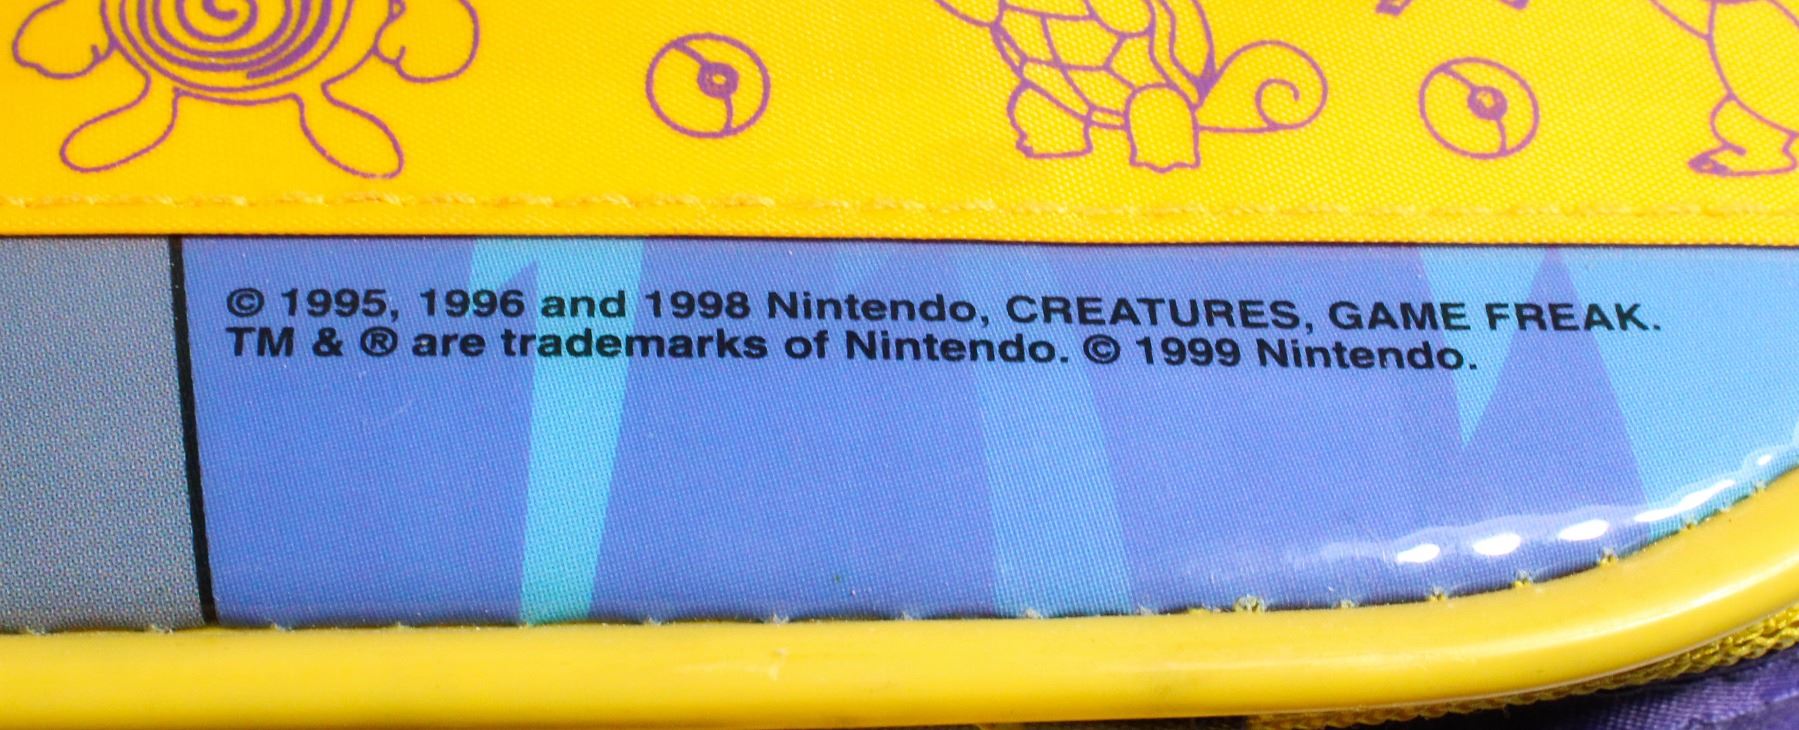 © 1995, 1996 and 1998 Nintendo, CREATURES, GAME FREAK.
TM & ® are trademarks of Nintendo. © 1999 Nintendo.